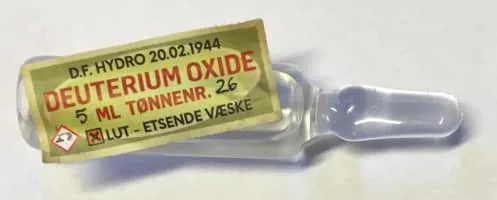 D.F. HYDRO 20.02.1944
DEUTERIUM OXIDE
5 ML TØNNENR. 26
LUT - ETSENDE VÆSKE